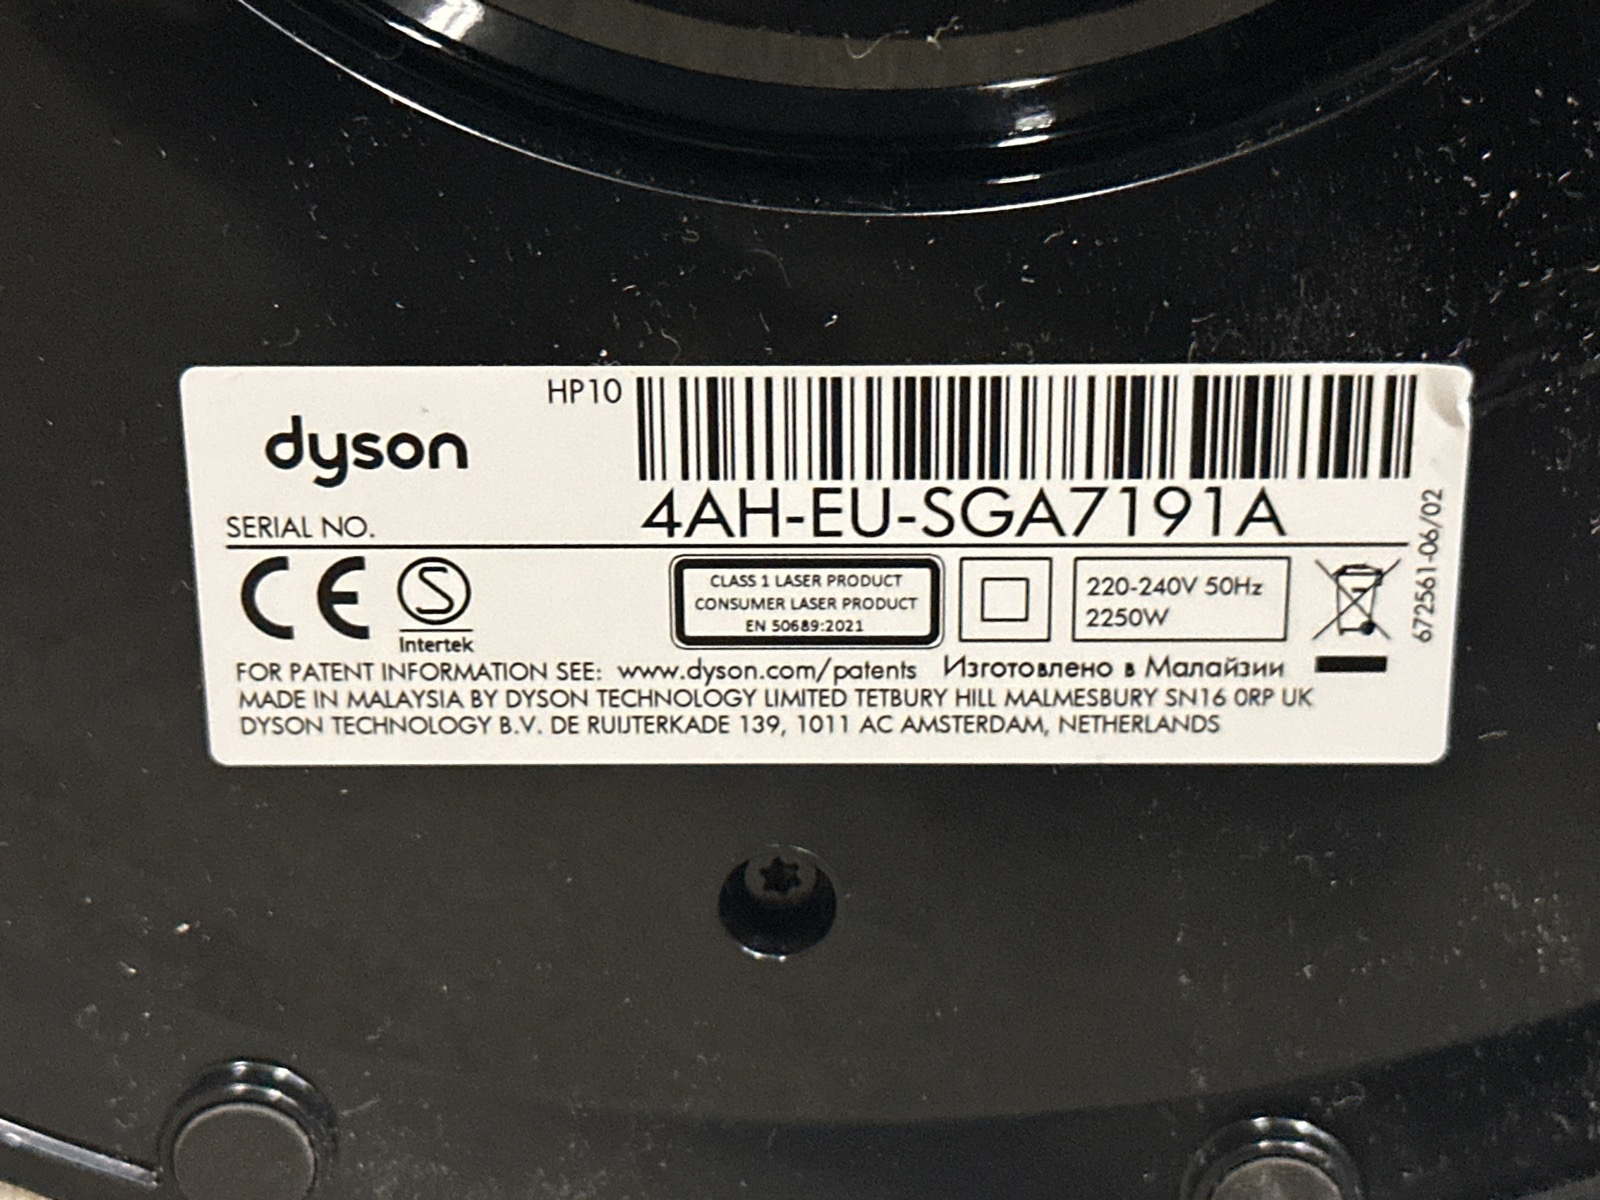 HP10
dyson
SERIAL NO. 4AH-EU-SGA7191A
672561-06/02
CE
S
Intertek
CLASS 1 LASER PRODUCT
CONSUMER LASER PRODUCT
EN 50689:2021
220-240V 50Hz
2250W
FOR PATENT INFORMATION SEE: www.dyson.com/patents Изготовлено в Малайзии
MADE IN MALAYSIA BY DYSON TECHNOLOGY LIMITED TETBURY HILL MALMESBURY SN16 0RP UK
DYSON TECHNOLOGY B.V. DE RUIJTERKADE 139, 1011 AC AMSTERDAM, NETHERLANDS